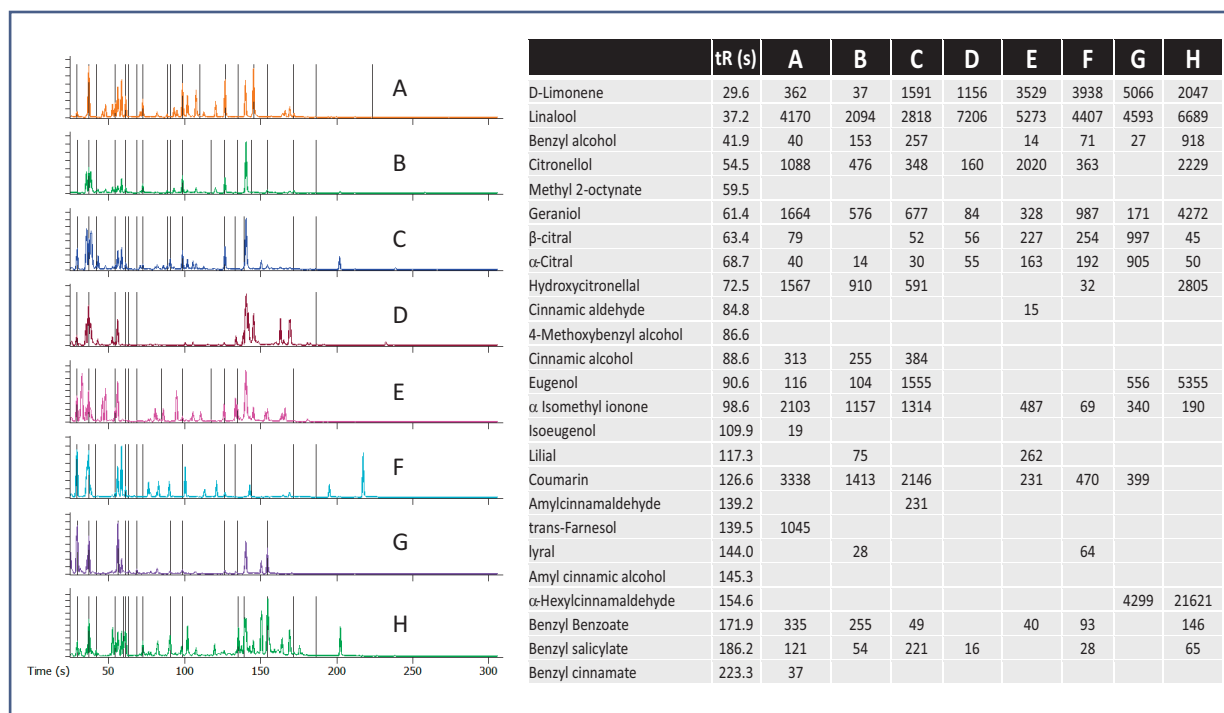 A
B
C
D
E
F
G
H
Time (s) 50 100 150 200 250 300
tR (s) A B C D E F G H
D-Limonene 29.6 362 37 1591 1156 3529 3938 5066 2047
Linalool 37.2 4170 2094 2818 7206 5273 4407 4593 6689
Benzyl alcohol 41.9 40 153 257 14 71 27 918
Citronellol 54.5 1088 476 348 160 2020 363 2229
Methyl 2-octynate 59.5
Geraniol 61.4 1664 576 677 84 328 987 171 4272
β-citral 63.4 79 52 56 227 254 997 45
α-Citral 68.7 40 14 30 55 163 192 905 50
Hydroxycitronellal 72.5 1567 910 591 32 2805
Cinnamic aldehyde 84.8 15
4-Methoxybenzyl alcohol 86.6
Cinnamic alcohol 88.6 313 255 384
Eugenol 90.6 116 104 1555 556 5355
α Isomethyl ionone 98.6 2103 1157 1314 487 69 340 190
Isoeugenol 109.9 19
Lilial 117.3 75 262
Coumarin 126.6 3338 1413 2146 231 470 399
Amylcinnamaldehyde 139.2 231
trans-Farnesol 139.5 1045
lyral 144.0 28 64
Amyl cinnamic alcohol 145.3
α-Hexylcinnamaldehyde 154.6 4299 21621
Benzyl Benzoate 171.9 335 255 49 40 93 146
Benzyl salicylate 186.2 121 54 221 16 28 65
Benzyl cinnamate 223.3 37